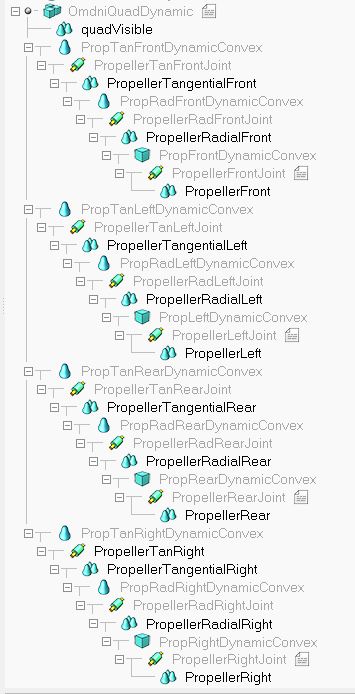 OmdniQuadDynamic
quadVisible
PropTanFrontDynamicConvex
PropellerTanFrontJoint
PropellerTangentialFront
PropRadFrontDynamicConvex
PropellerRadFrontJoint
PropellerRadialFront
PropFrontDynamicConvex
PropellerFrontJoint
PropellerFront
PropTanLeftDynamicConvex
PropellerTanLeftJoint
PropellerTangentialLeft
PropRadLeftDynamicConvex
PropellerRadLeftJoint
PropellerRadialLeft
PropLeftDynamicConvex
PropellerLeftJoint
PropellerLeft
PropTanRearDynamicConvex
PropellerTanRearJoint
PropellerTangentialRear
PropRadRearDynamicConvex
PropellerRadRearJoint
PropellerRadialRear
PropRearDynamicConvex
PropellerRearJoint
PropellerRear
PropTanRightDynamicConvex
PropellerTanRight
PropellerTangentialRight
PropRadRightDynamicConvex
PropellerRadRightJoint
PropellerRadialRight
PropRightDynamicConvex
PropellerRightJoint
PropellerRight